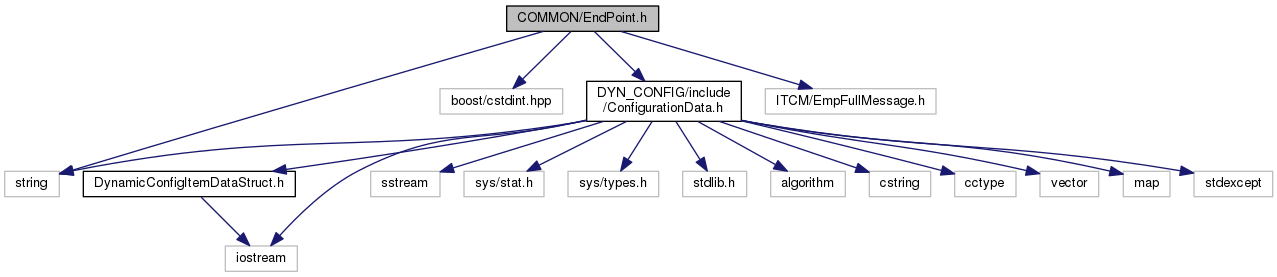 COMMON/EndPoint.h
boost/cstdint.hpp
DYN_CONFIG/include
/ConfigurationData.h
ITCM/EmpFullMessage.h
string
DynamicConfigItemDataStruct.h
sstream
sys/stat.h
sys/types.h
stdlib.h
algorithm
cstring
cctype
vector
map
stdexcept
iostream